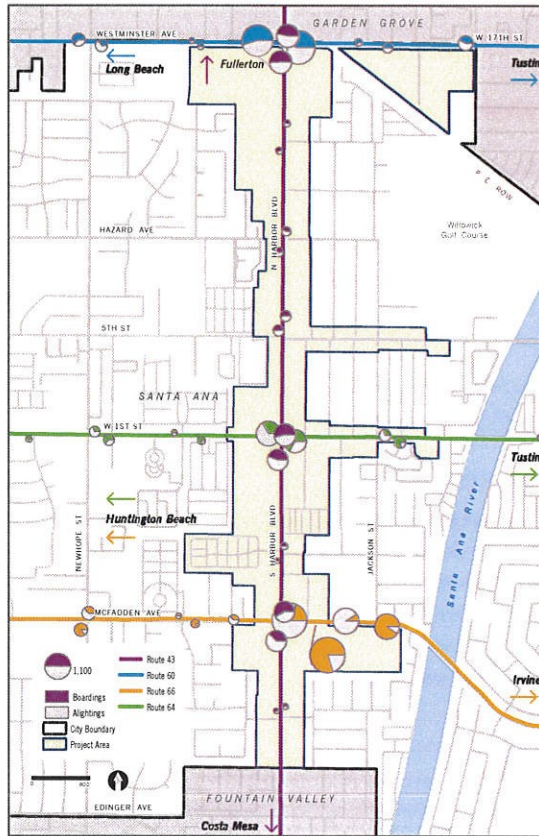 GARDEN GROVE
WESTMINSTER AVE
W 17TH ST
Long Beach
Fullerton
Tustin
P E ROW
Willowick
Golf Course
HAZARD AVE
N HARBOR BLVD
5TH ST
SANTA ANA
W 1ST ST
Tustin
Huntington Beach
NEWHOPE ST
S HARBOR BLVD
JACKSON ST
Santa Ana River
MCFADDEN AVE
1:100
Boardings
Alightings
City Boundary
Project Area
Route 43
Route 60
Route 66
Route 64
Irvine
0
800
EDINGER AVE
FOUNTAIN VALLEY
Costa Mesa